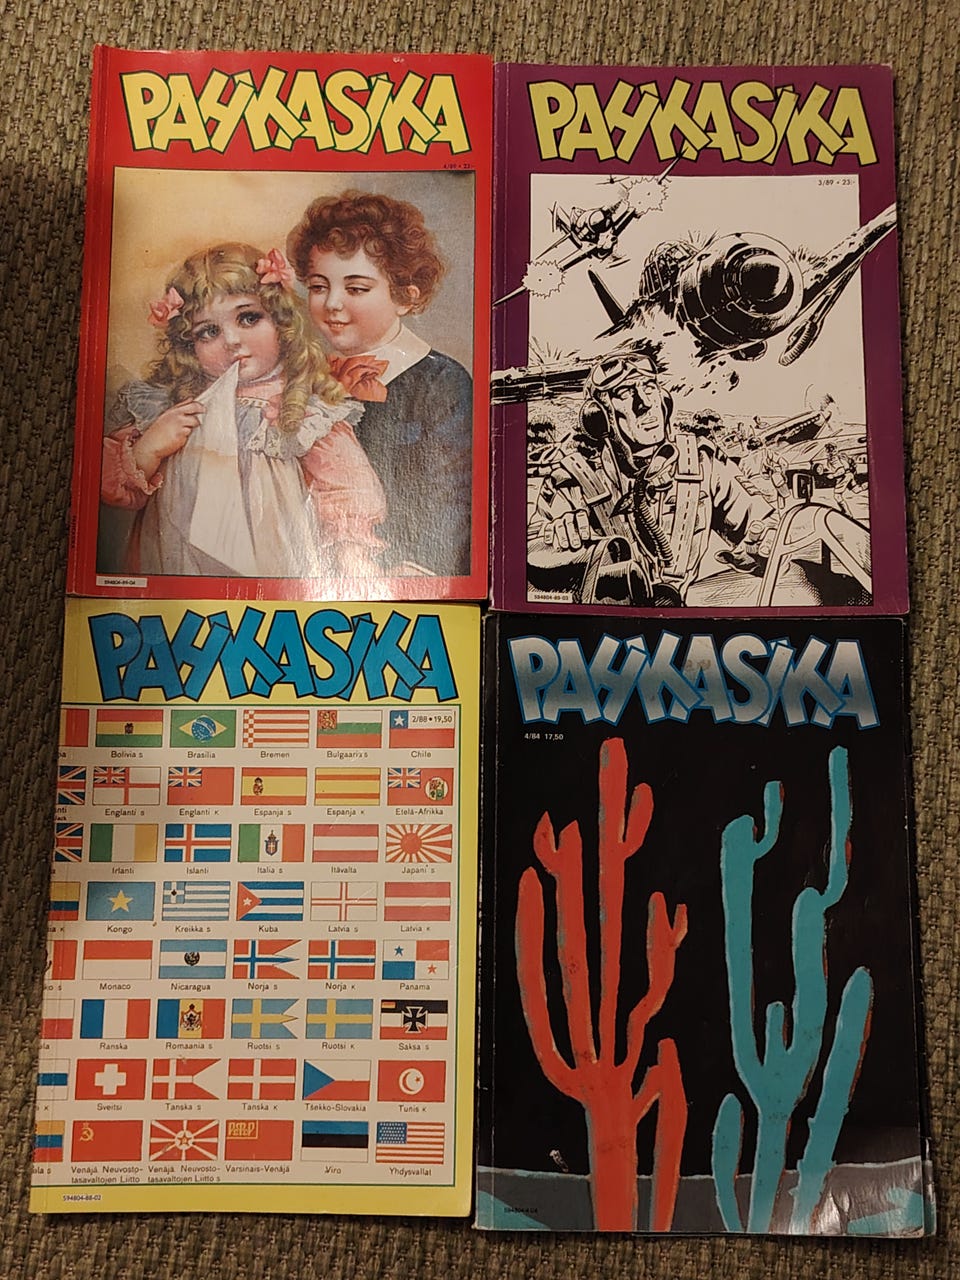 PAHKASIKA
4/89 • 23:-
594804-89-04
PAHKASIKA
3/89 • 23:-
594804-89-03
PAHKASIKA
2/88 • 19,50
Bolivia s Brasilia Bremen Bulgaaria s Chile
nti Englanti s Englanti K Espanja s Espanja K Etelä-Afrikka
Jack
Irlanti Islanti Italia s Itävalta Japani s
Kongo Kreikka s Kuba Latvia s Latvia K
Monaco Nicaragua Norja s Norja K Panama
Ranska Romaania s Ruotsi s Ruotsi K Saksa s
Sveitsi Tanska s Tanska K Tsekko-Slovakia Tunis K
Venäjä. Neuvosto- Venäjä. Neuvosto- Varsinais-Venäjä Viro Yhdysvallat
tasavaltojen Liitto tasavaltojen Liitto s
594804-88-02
PAHKASIKA
4/84 17,50